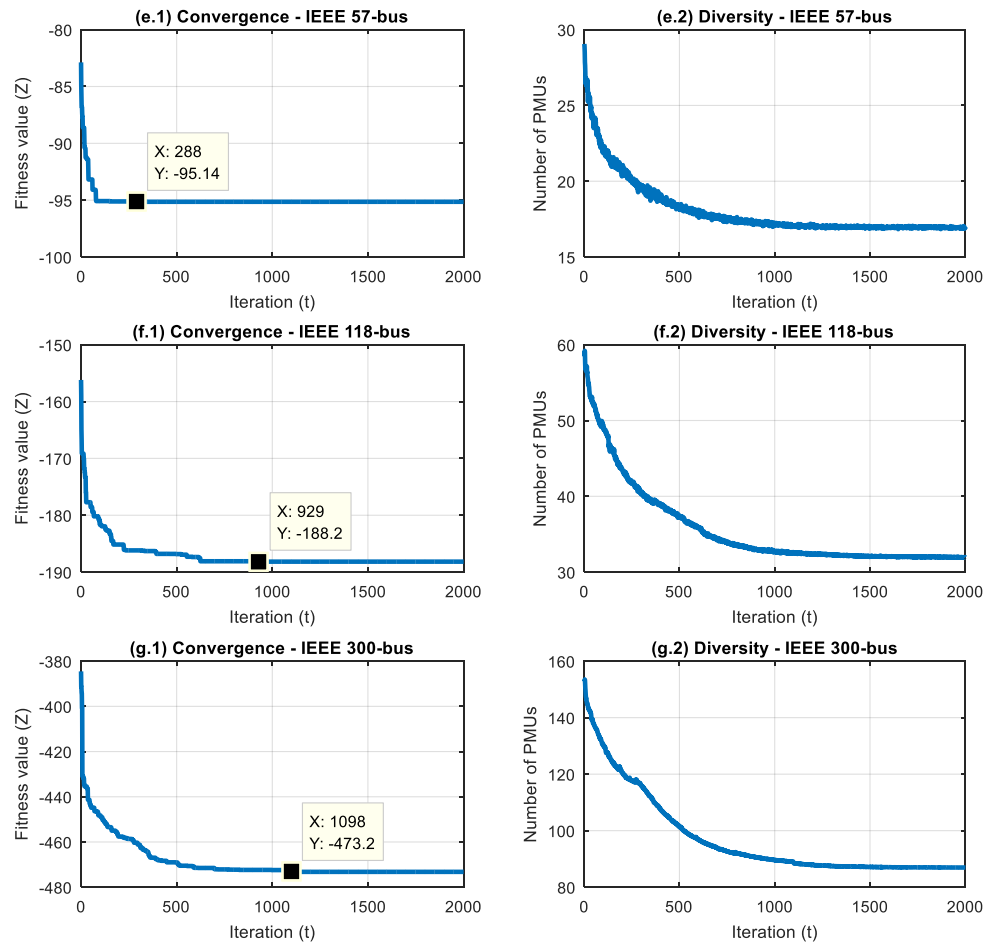 (e.1) Convergence - IEEE 57-bus
-80
-85
-90
-95
-100
Fitness value (Z)
X: 288
Y: -95.14
0 500 1000 1500 2000
Iteration (t)
(e.2) Diversity - IEEE 57-bus
30
25
20
15
Number of PMUs
0 500 1000 1500 2000
Iteration (t)
(f.1) Convergence - IEEE 118-bus
-150
-160
-170
-180
-190
Fitness value (Z)
X: 929
Y: -188.2
0 500 1000 1500 2000
Iteration (t)
(f.2) Diversity - IEEE 118-bus
60
50
40
30
Number of PMUs
0 500 1000 1500 2000
Iteration (t)
(g.1) Convergence - IEEE 300-bus
-380
-400
-420
-440
-460
-480
Fitness value (Z)
X: 1098
Y: -473.2
0 500 1000 1500 2000
Iteration (t)
(g.2) Diversity - IEEE 300-bus
160
140
120
100
80
Number of PMUs
0 500 1000 1500 2000
Iteration (t)